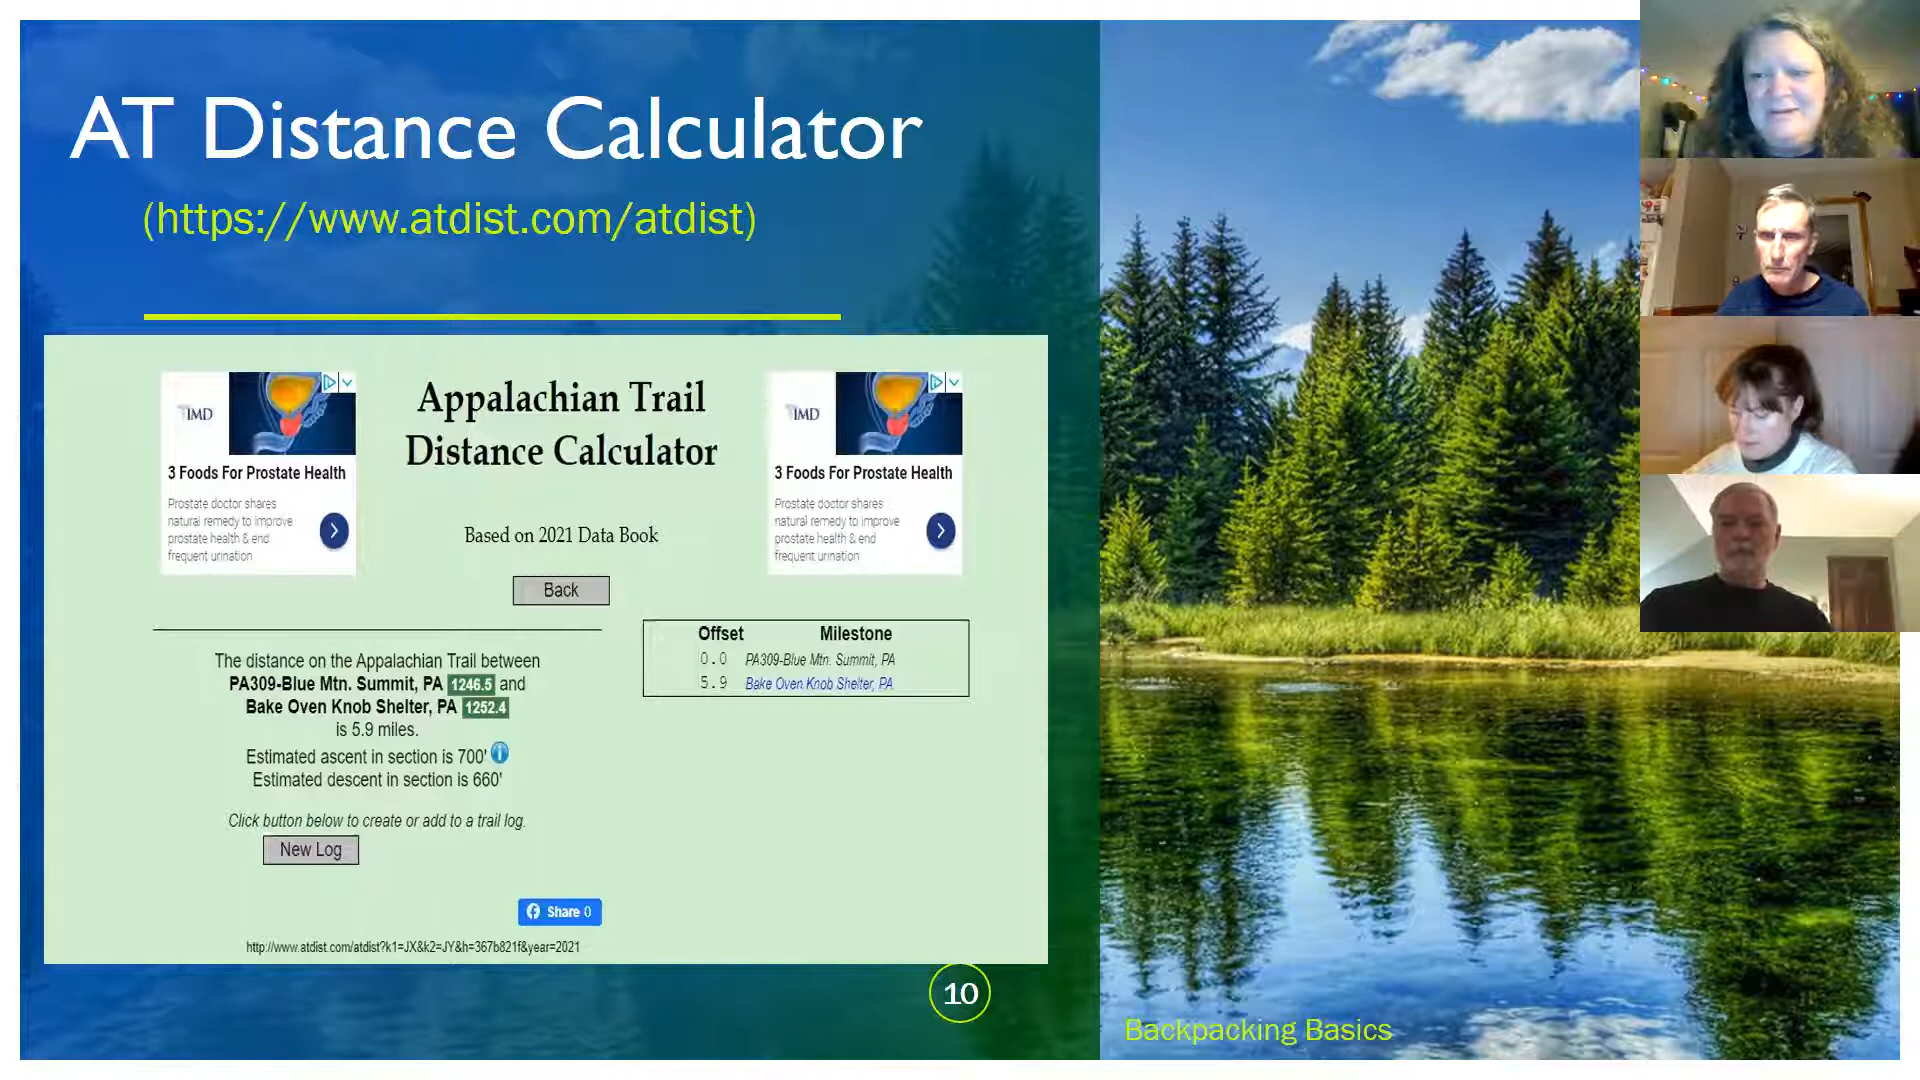 AT Distance Calculator
(https://www.atdist.com/atdist)
IMD
3 Foods For Prostate Health
Prostate doctor shares
natural remedy to improve
prostate health & end
frequent urination
Appalachian Trail
Distance Calculator
Based on 2021 Data Book
Back
IMD
3 Foods For Prostate Health
Prostate doctor shares
natural remedy to improve
prostate health & end
frequent urination
The distance on the Appalachian Trail between
PA309-Blue Mtn. Summit, PA 1246.5 and
Bake Oven Knob Shelter, PA 1252.4
is 5.9 miles.
Estimated ascent in section is 700'
Estimated descent in section is 660'
Click button below to create or add to a trail log.
New Log
Offset Milestone
0.0 PA309-Blue Mtn. Summit, PA
5.9 Bake Oven Knob Shelter, PA
Share 0
http://www.atdist.com/atdist?k1=JX&k2=JY&h=367b821f&year=2021
10
Backpacking Basics